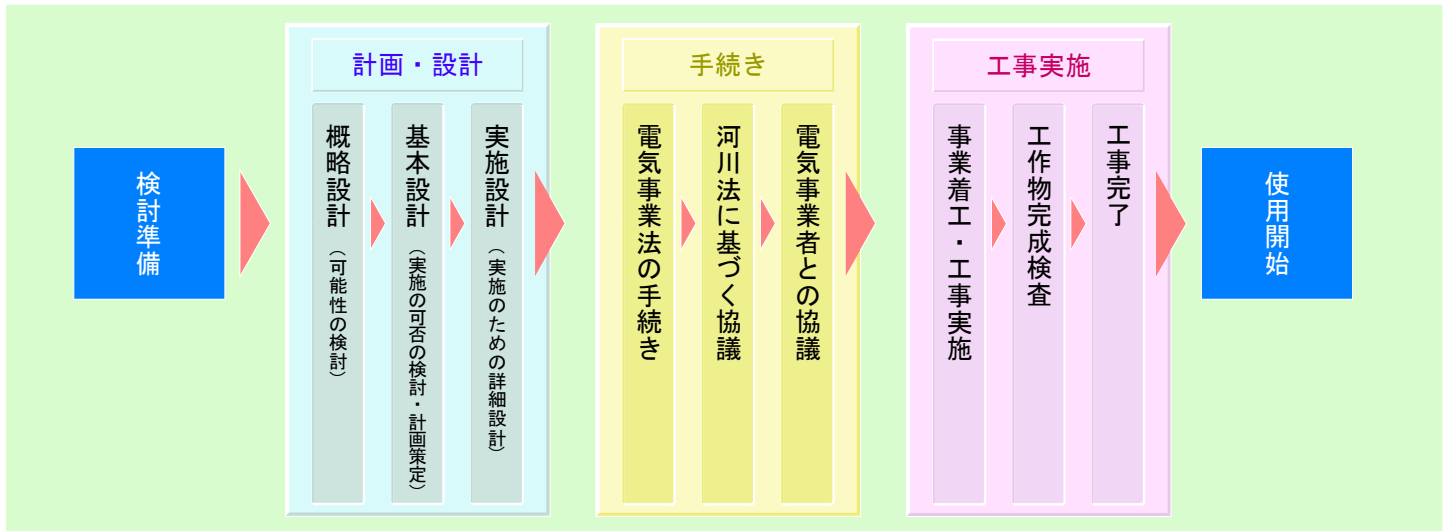 検討準備
計画・設計
概略設計（可能性の検討）
基本設計（実施の可否の検討・計画策定）
実施設計（実施のための詳細設計）
手続き
電気事業法の手続き
河川法に基づく協議
電気事業者との協議
工事実施
事業着工・工事実施
工作物完成検査
工事完了
使用開始